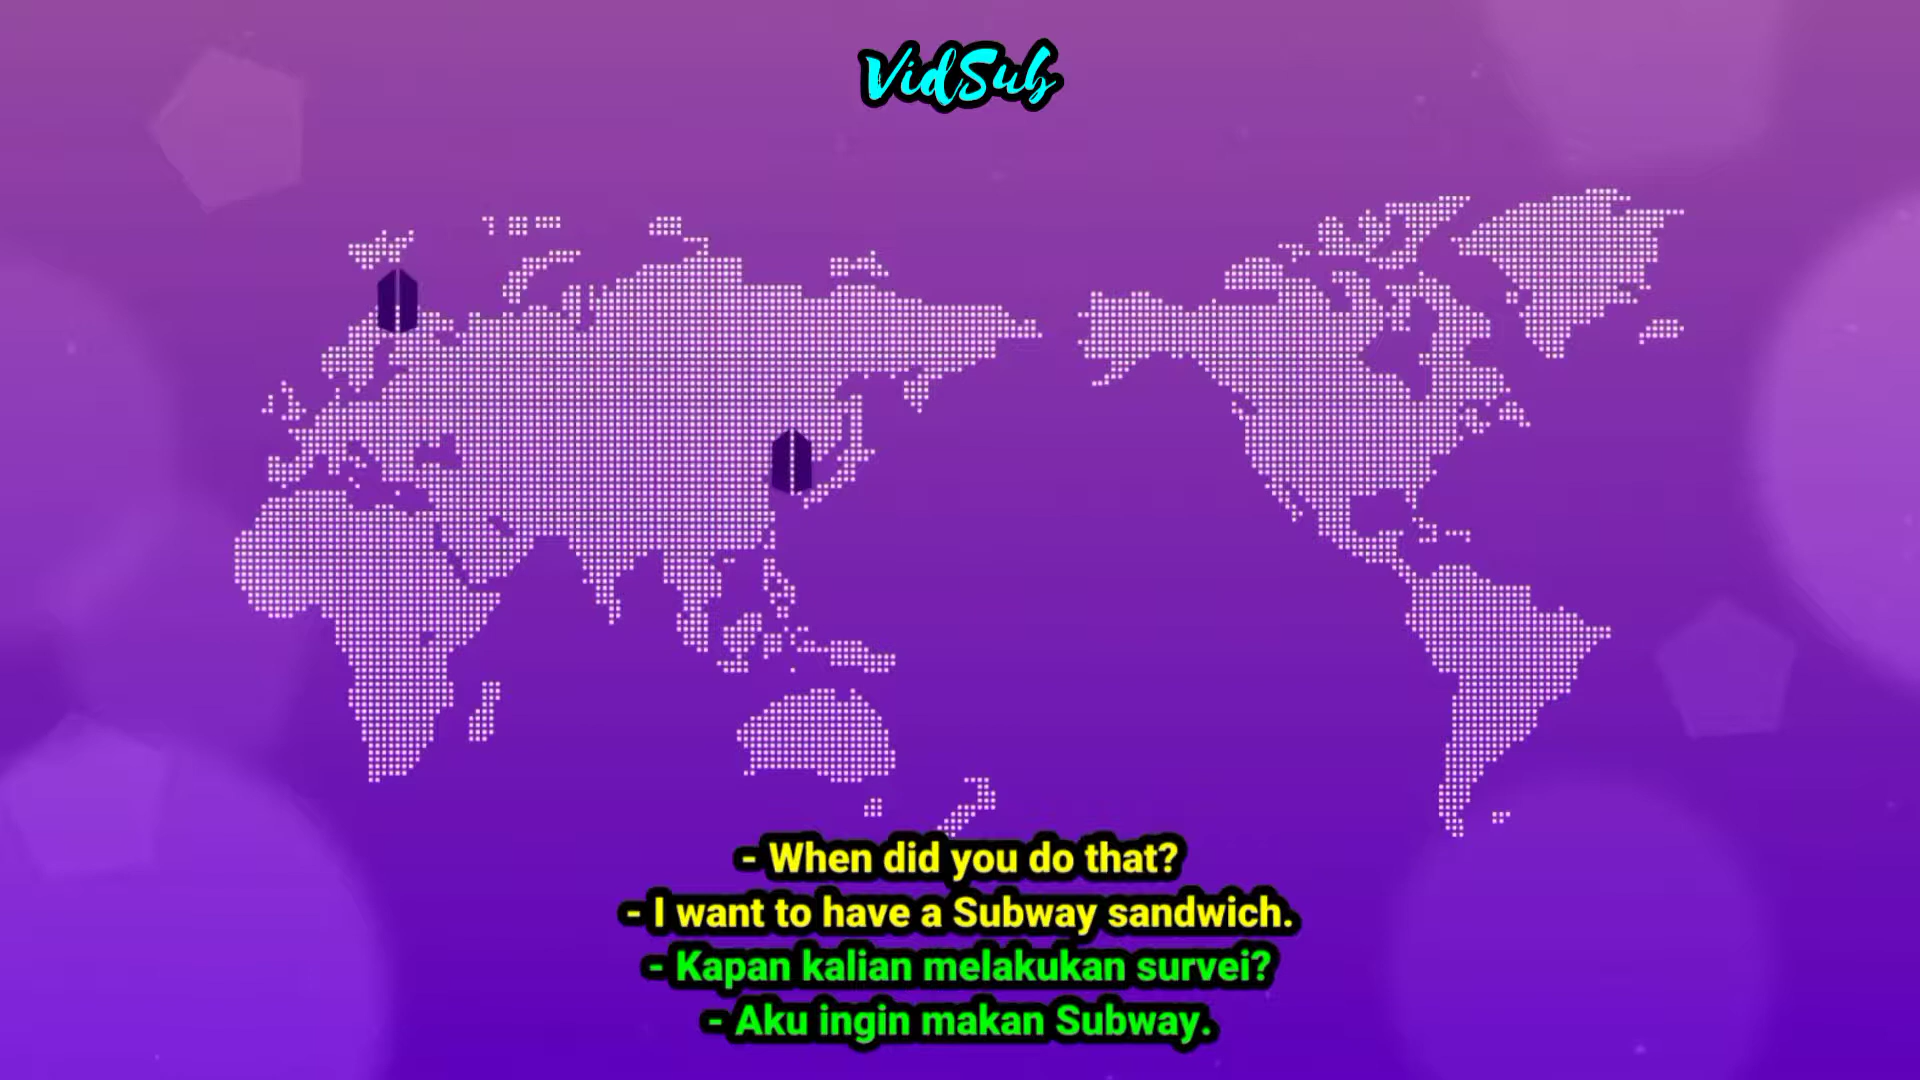 VidSub
- When did you do that?
- I want to have a Subway sandwich.
- Kapan kalian melakukan survei?
- Aku ingin makan Subway.